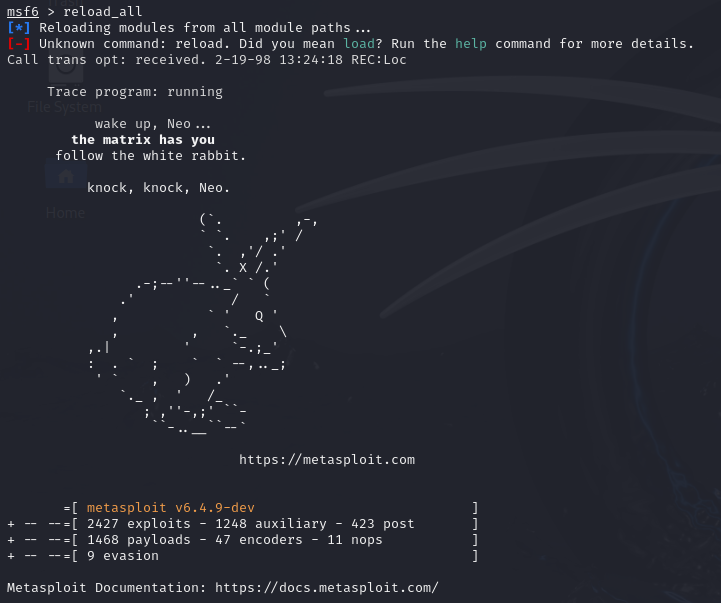 msf6 > reload_all
[*] Reloading modules from all module paths...
[-] Unknown command: reload. Did you mean load? Run the help command for more details.
Call trans opt: received. 2-19-98 13:24:18 REC:Loc
Trace program: running
File System
wake up, Neo...
the matrix has you
follow the white rabbit.
knock, knock, Neo.
Home
https://metasploit.com
=[ metasploit v6.4.9-dev ]
+ -- --=[ 2427 exploits - 1248 auxiliary - 423 post ]
+ -- --=[ 1468 payloads - 47 encoders - 11 nops ]
+ -- --=[ 9 evasion ]
Metasploit Documentation: https://docs.metasploit.com/